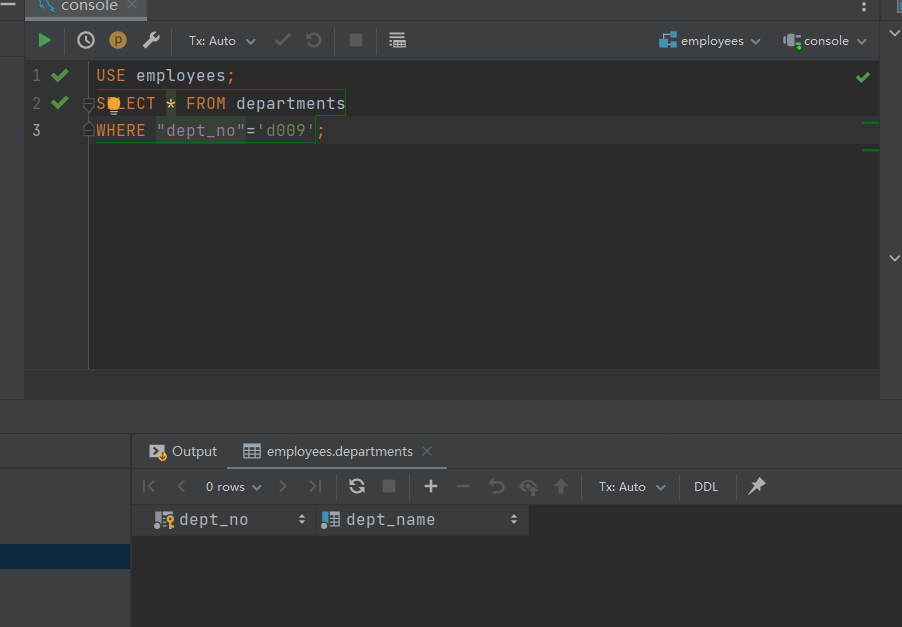 console
Tx: Auto
employees
console
1 USE employees;
2 SELECT * FROM departments
3 WHERE "dept_no"='d009';
Output
employees.departments
0 rows
Tx: Auto
DDL
dept_no
dept_name